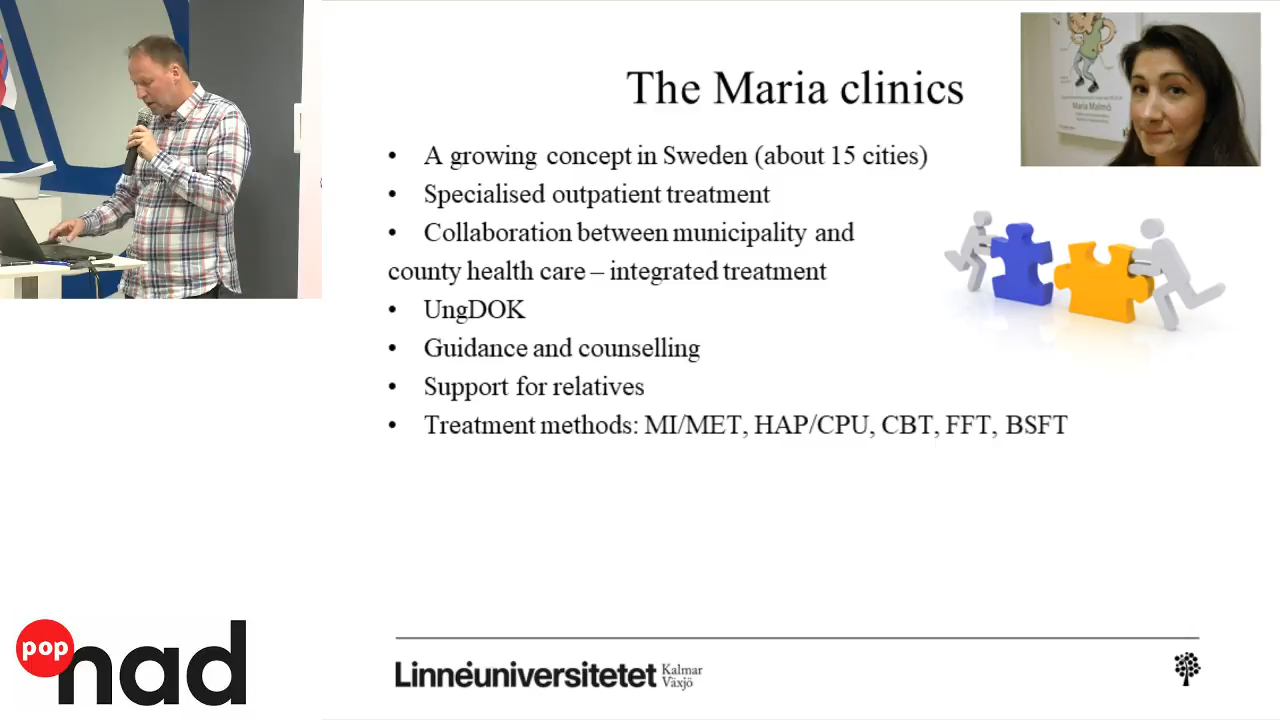 The Maria clinics
• A growing concept in Sweden (about 15 cities)
• Specialised outpatient treatment
• Collaboration between municipality and
county health care – integrated treatment
• UngDOK
• Guidance and counselling
• Support for relatives
• Treatment methods: MI/MET, HAP/CPU, CBT, FFT, BSFT
Maria Malmö
pop
nad
Linnéuniversitetet
Kalmar
Växjö